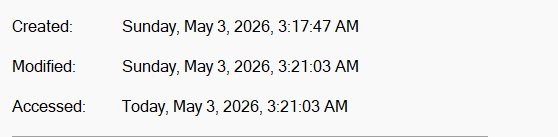 Created: Sunday, May 3, 2026, 3:17:47 AM
Modified: Sunday, May 3, 2026, 3:21:03 AM
Accessed: Today, May 3, 2026, 3:21:03 AM